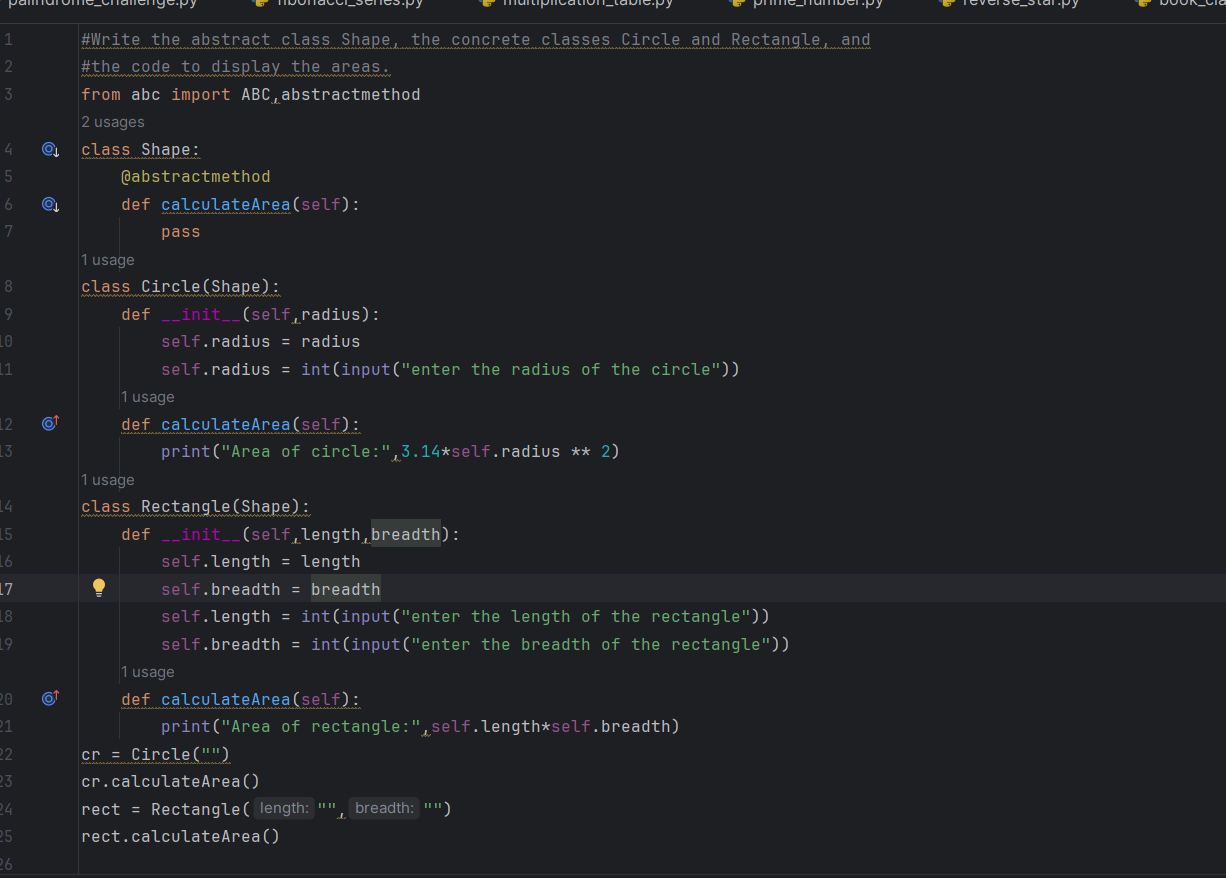 palindrome_challenge.py fibonacci_series.py multiplication_table.py prime_number.py reverse_star.py
1 #Write the abstract class Shape, the concrete classes Circle and Rectangle, and
2 #the code to display the areas.
3 from abc import ABC,abstractmethod
2 usages
4 class Shape:
5 @abstractmethod
6 def calculateArea(self):
7 pass
1 usage
8 class Circle(Shape):
9 def __init__(self,radius):
10 self.radius = radius
11 self.radius = int(input("enter the radius of the circle"))
1 usage
12 def calculateArea(self):
13 print("Area of circle:",3.14*self.radius ** 2)
1 usage
14 class Rectangle(Shape):
15 def __init__(self,length,breadth):
16 self.length = length
17 self.breadth = breadth
18 self.length = int(input("enter the length of the rectangle"))
19 self.breadth = int(input("enter the breadth of the rectangle"))
1 usage
20 def calculateArea(self):
21 print("Area of rectangle:",self.length*self.breadth)
22 cr = Circle("")
23 cr.calculateArea()
24 rect = Rectangle( length: "", breadth: "")
25 rect.calculateArea()
26